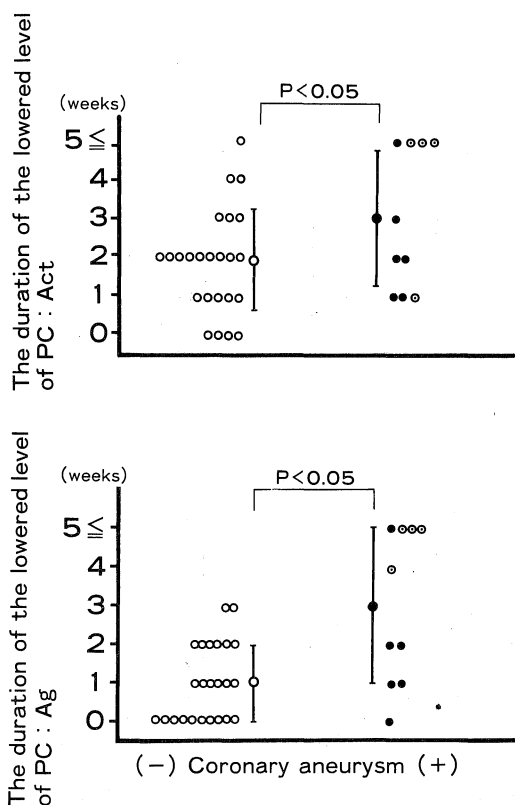 The duration of the lowered level
of PC : Act
(weeks)
P<0.05
5≦
4
3
2
1
0
The duration of the lowered level
of PC : Ag
(weeks)
P<0.05
5≦
4
3
2
1
0
(−) Coronary aneurysm (+)